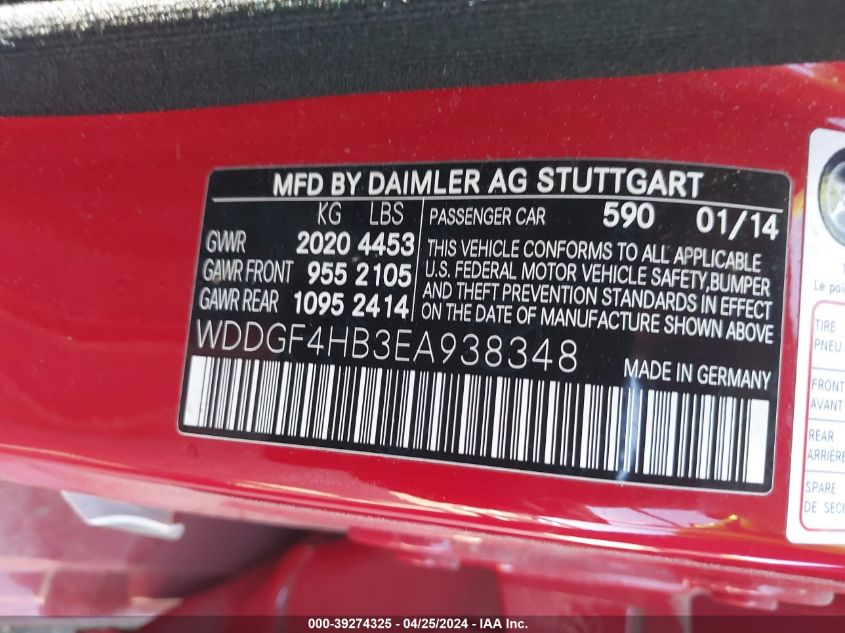 MFD BY DAIMLER AG STUTTGART
KG LBS
GVWR 2020 4453
GAWR FRONT 955 2105
GAWR REAR 1095 2414
PASSENGER CAR 590 01/14
THIS VEHICLE CONFORMS TO ALL APPLICABLE
U.S. FEDERAL MOTOR VEHICLE SAFETY,BUMPER
AND THEFT PREVENTION STANDARDS IN EFFECT
ON THE DATE OF MANUFACTURE SHOWN ABOVE.
WDDGF4HB3EA938348
MADE IN GERMANY
Le
TIRE
PNEU
FRONT
AVANT
REAR
ARRIÈRE
SPARE
DE
000-39274325 - 04/25/2024 - © IAA Inc.